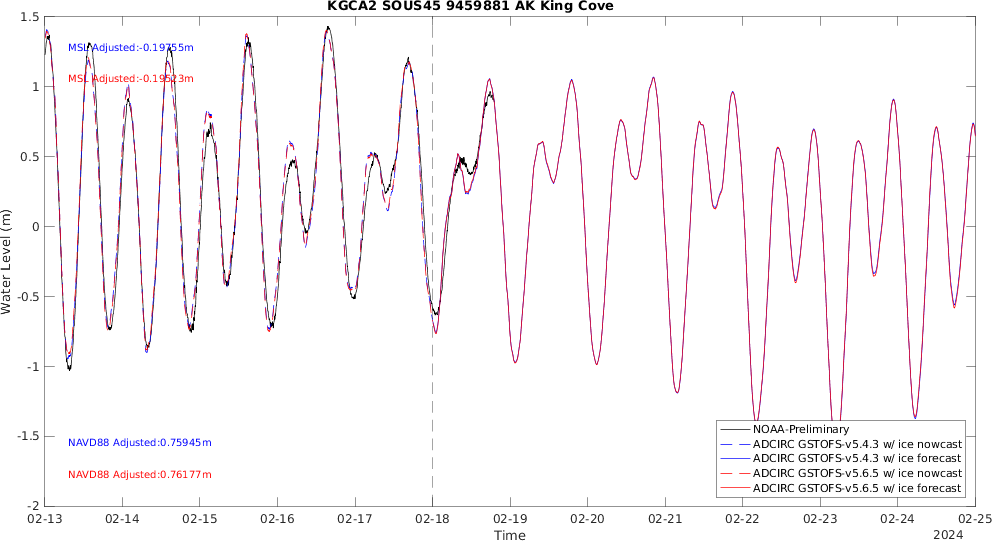 KGCA2 SOUS45 9459881 AK King Cove
MSL Adjusted:-0.19755m
MSL Adjusted:-0.19523m
NAVD88 Adjusted:0.75945m
NAVD88 Adjusted:0.76177m
Water Level (m)
1.5
1
0.5
0
-0.5
-1
-1.5
-2
NOAA-Preliminary
ADCIRC GSTOFS-v5.4.3 w/ ice nowcast
ADCIRC GSTOFS-v5.4.3 w/ ice forecast
ADCIRC GSTOFS-v5.6.5 w/ ice nowcast
ADCIRC GSTOFS-v5.6.5 w/ ice forecast
02-13 02-14 02-15 02-16 02-17 02-18 02-19 02-20 02-21 02-22 02-23 02-24 02-25
Time
2024